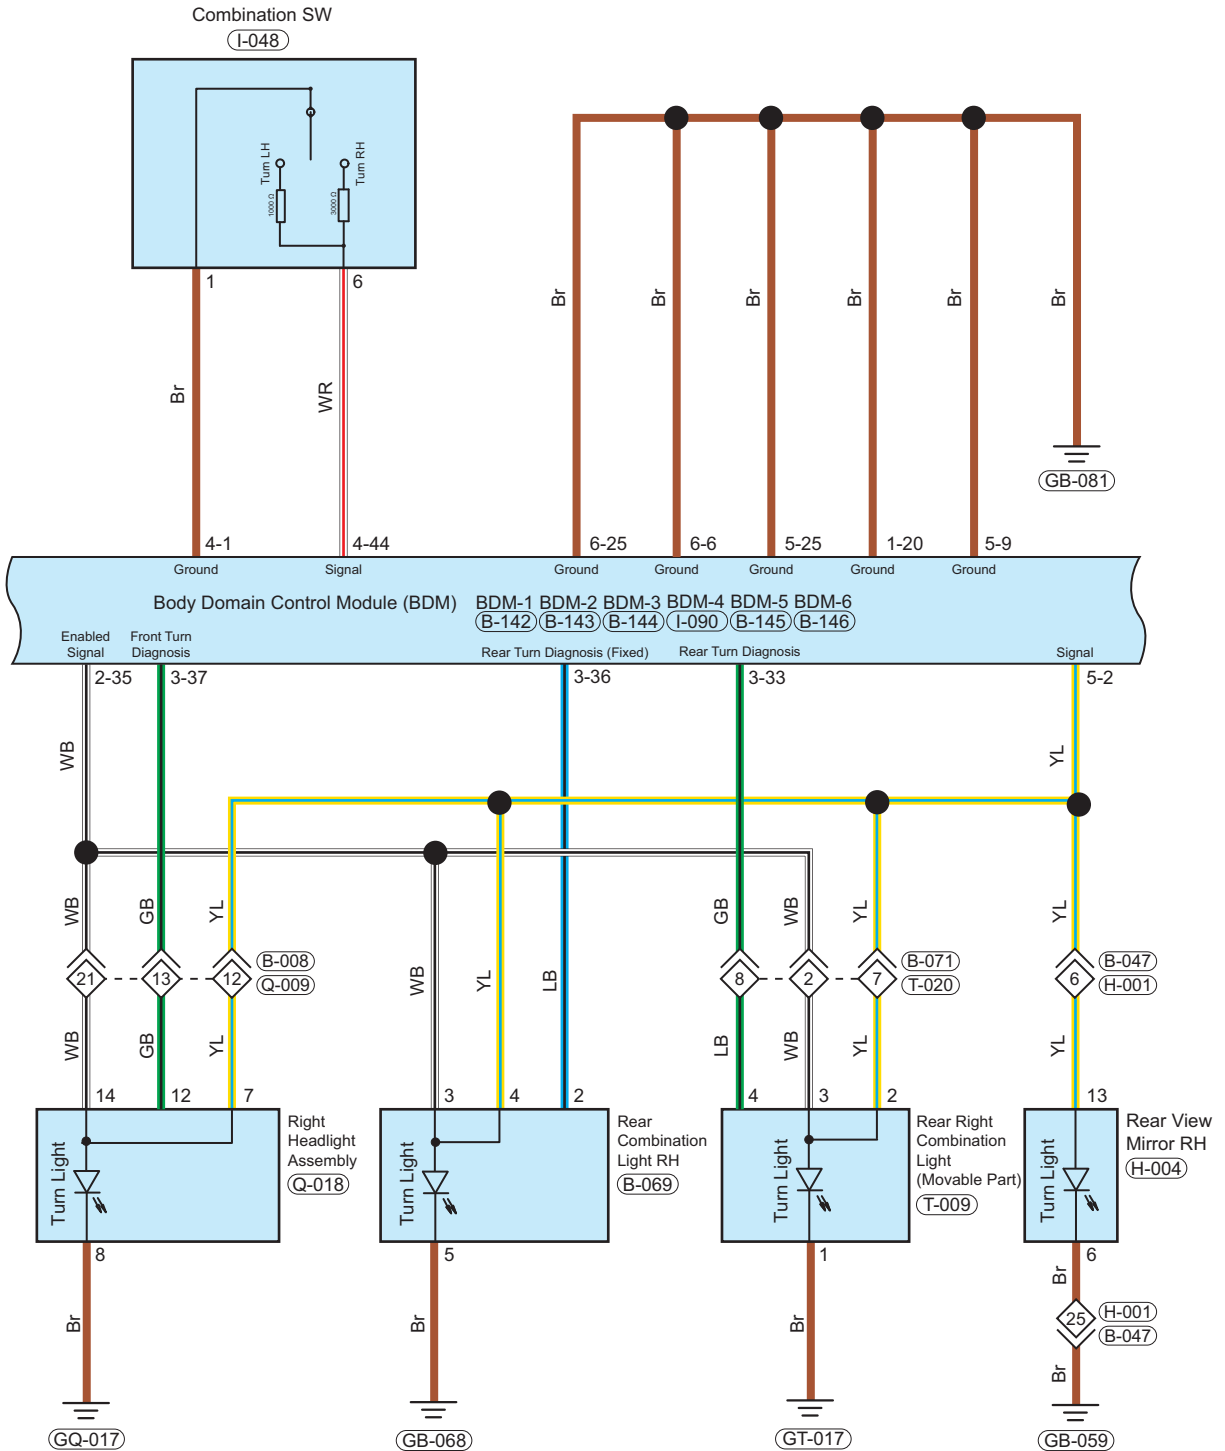 Combination SW
I-048
Turn LH
Turn RH
1000 Ω
3000 Ω
1
6
Br
WR
Br
Br
Br
Br
Br
Br
GB-081
4-1
4-44
6-25
6-6
5-25
1-20
5-9
Ground
Signal
Ground
Ground
Ground
Ground
Ground
Body Domain Control Module (BDM)
BDM-1 BDM-2 BDM-3 BDM-4 BDM-5 BDM-6
B-142 B-143 B-144 I-090 B-145 B-146
Enabled
Signal
Front Turn
Diagnosis
Rear Turn Diagnosis (Fixed)
Rear Turn Diagnosis
Signal
2-35
3-37
3-36
3-33
5-2
WB
YL
WB
GB
YL
GB
WB
YL
YL
21
13
12
B-008
Q-009
WB
YL
LB
8
2
7
B-071
T-020
6
B-047
H-001
WB
GB
YL
LB
WB
YL
YL
14
12
7
3
4
2
4
3
2
13
Turn Light
Right
Headlight
Assembly
Q-018
Turn Light
Rear
Combination
Light RH
B-069
Turn Light
Rear Right
Combination
Light
(Movable Part)
T-009
Turn Light
Rear View
Mirror RH
H-004
8
5
1
6
Br
Br
Br
Br
25
H-001
B-047
Br
GQ-017
GB-068
GT-017
GB-059